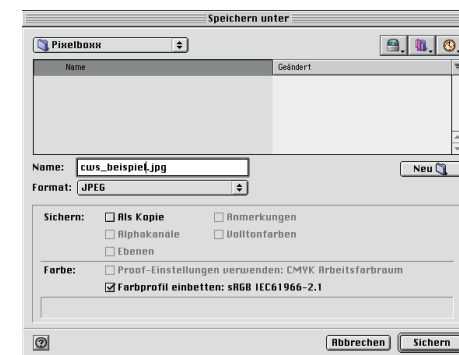 Speichern unter
Pixelboxx
Name Geändert
Name: cws_beispiel.jpg Neu
Format: JPEG
Sichern: Als Kopie Anmerkungen
Alphakanäle Volltonfarben
Ebenen
Farbe: Proof-Einstellungen verwenden: CMYK Arbeitsfarbraum
Farbprofil einbetten: sRGB IEC61966-2.1
? Abbrechen Sichern